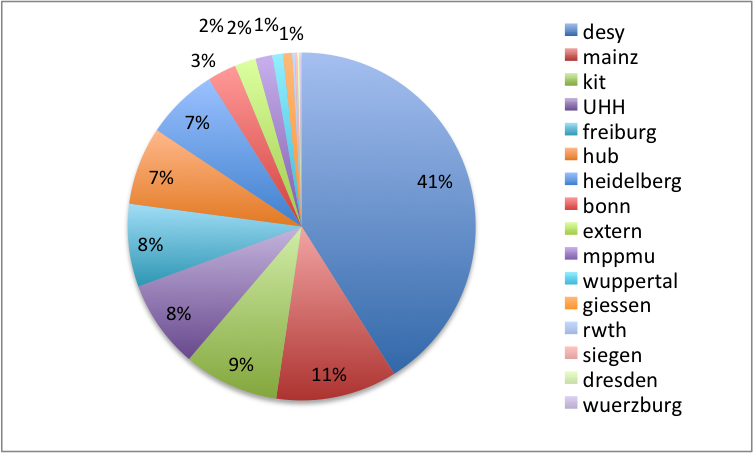 2%
2%
1%
1%
3%
7%
7%
8%
8%
9%
11%
41%
desy
mainz
kit
UHH
freiburg
hub
heidelberg
bonn
extern
mppmu
wuppertal
giessen
rwth
siegen
dresden
wuerzburg